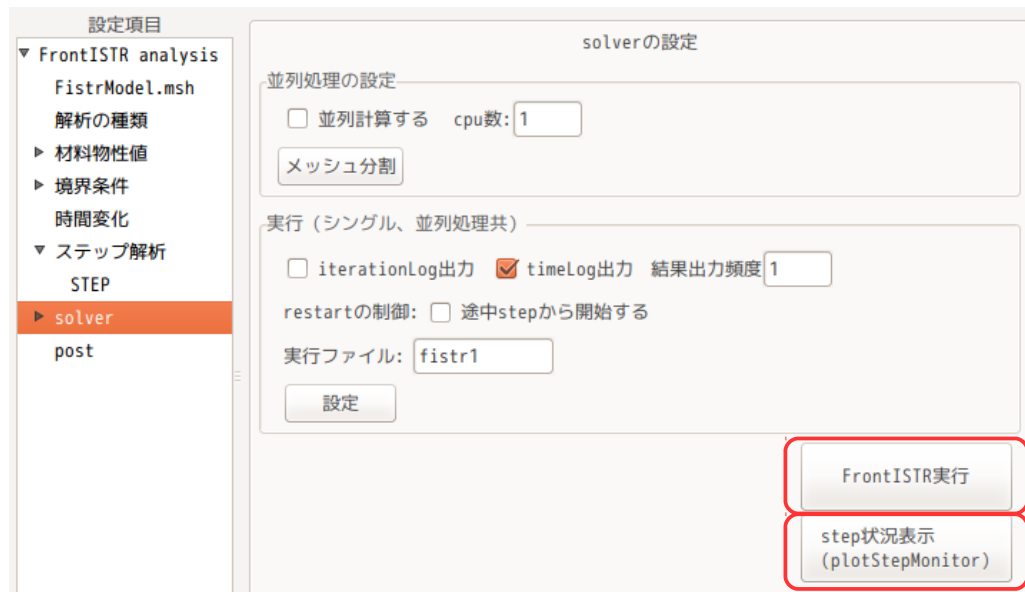 設定項目
FrontISTR analysis
FistrModel.msh
解析の種類
材料物性値
境界条件
時間変化
ステップ解析
STEP
solver
post
solverの設定
並列処理の設定
並列計算する cpu数: 1
メッシュ分割
実行（シングル、並列処理共）
iterationLog出力 timeLog出力 結果出力頻度 1
restartの制御: 途中stepから開始する
実行ファイル: fistr1
設定
FrontISTR実行
step状況表示
(plotStepMonitor)